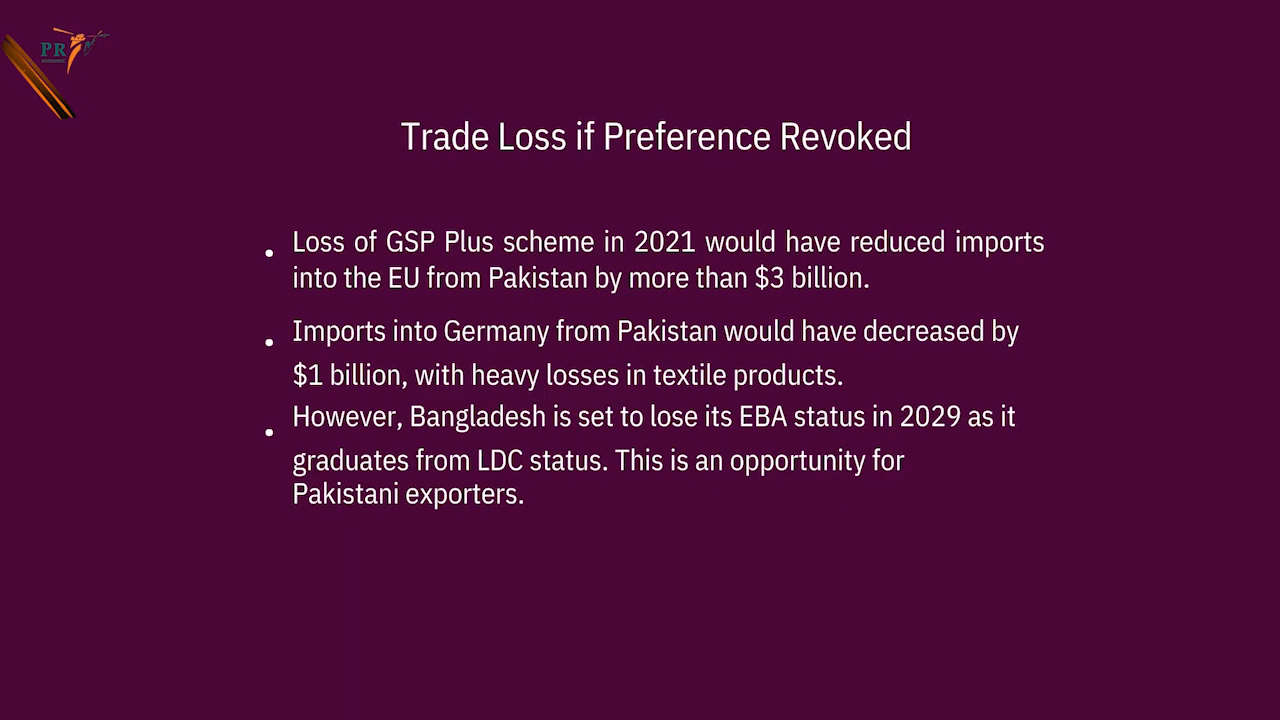 PR
Trade Loss if Preference Revoked
Loss of GSP Plus scheme in 2021 would have reduced imports
into the EU from Pakistan by more than $3 billion.
Imports into Germany from Pakistan would have decreased by
$1 billion, with heavy losses in textile products.
However, Bangladesh is set to lose its EBA status in 2029 as it
graduates from LDC status. This is an opportunity for
Pakistani exporters.